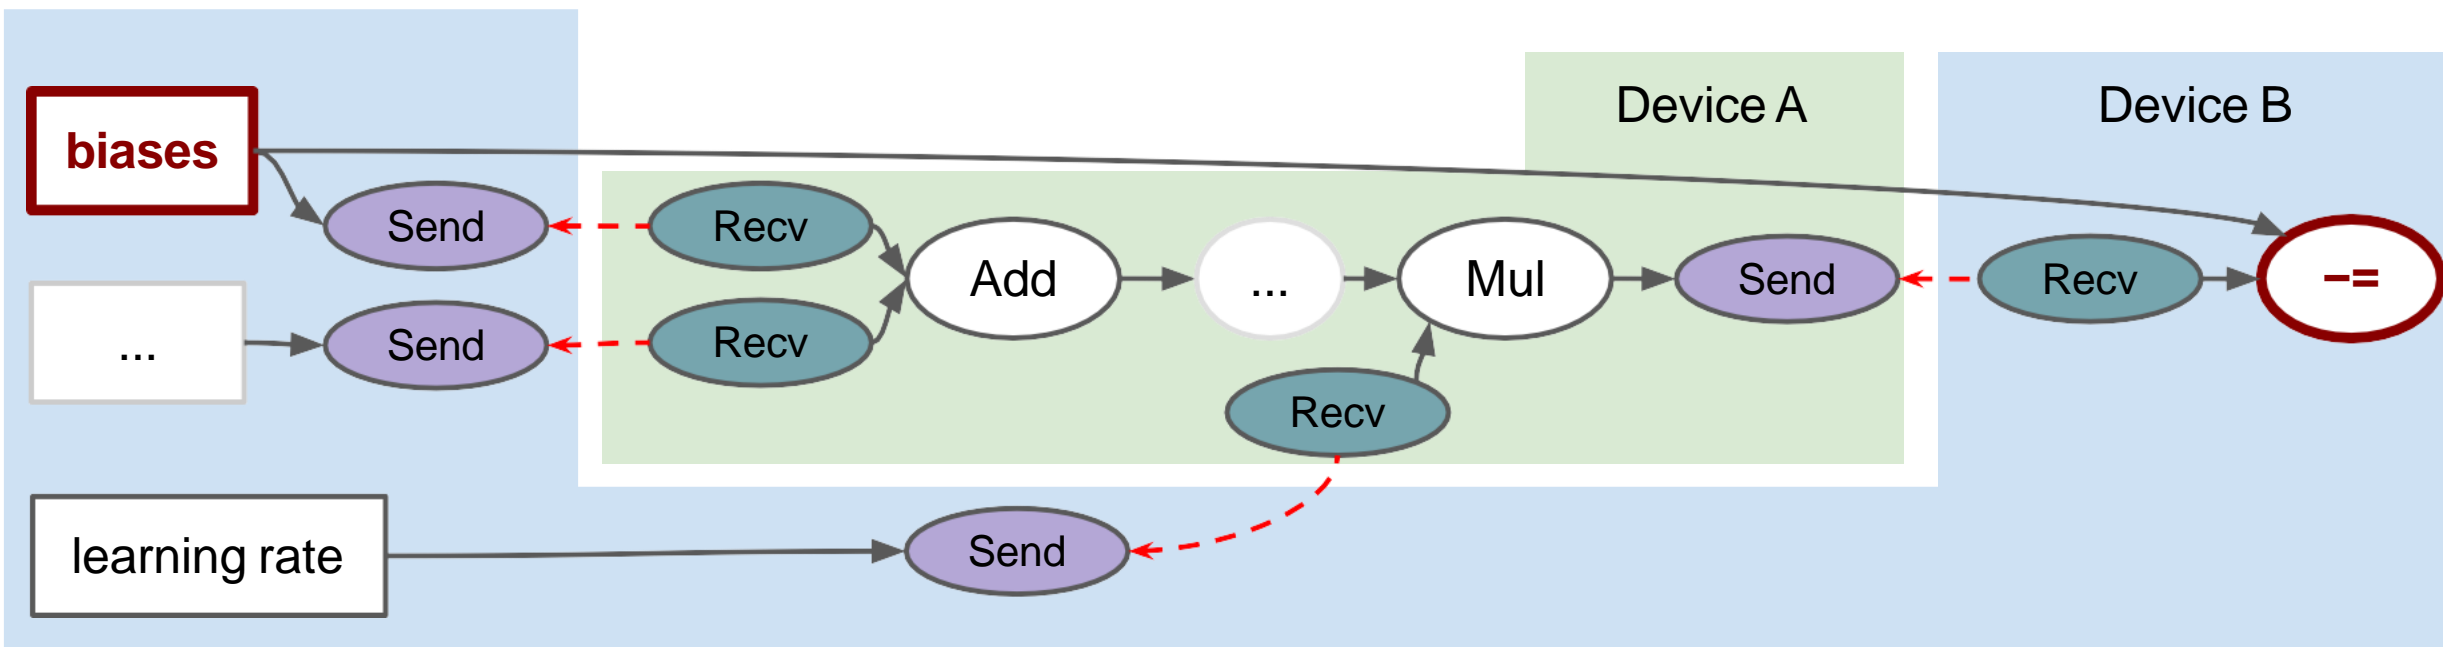 Device A
Device B
biases
Send
Recv
Add
...
Mul
Send
Recv
−=
...
Send
Recv
Recv
learning rate
Send